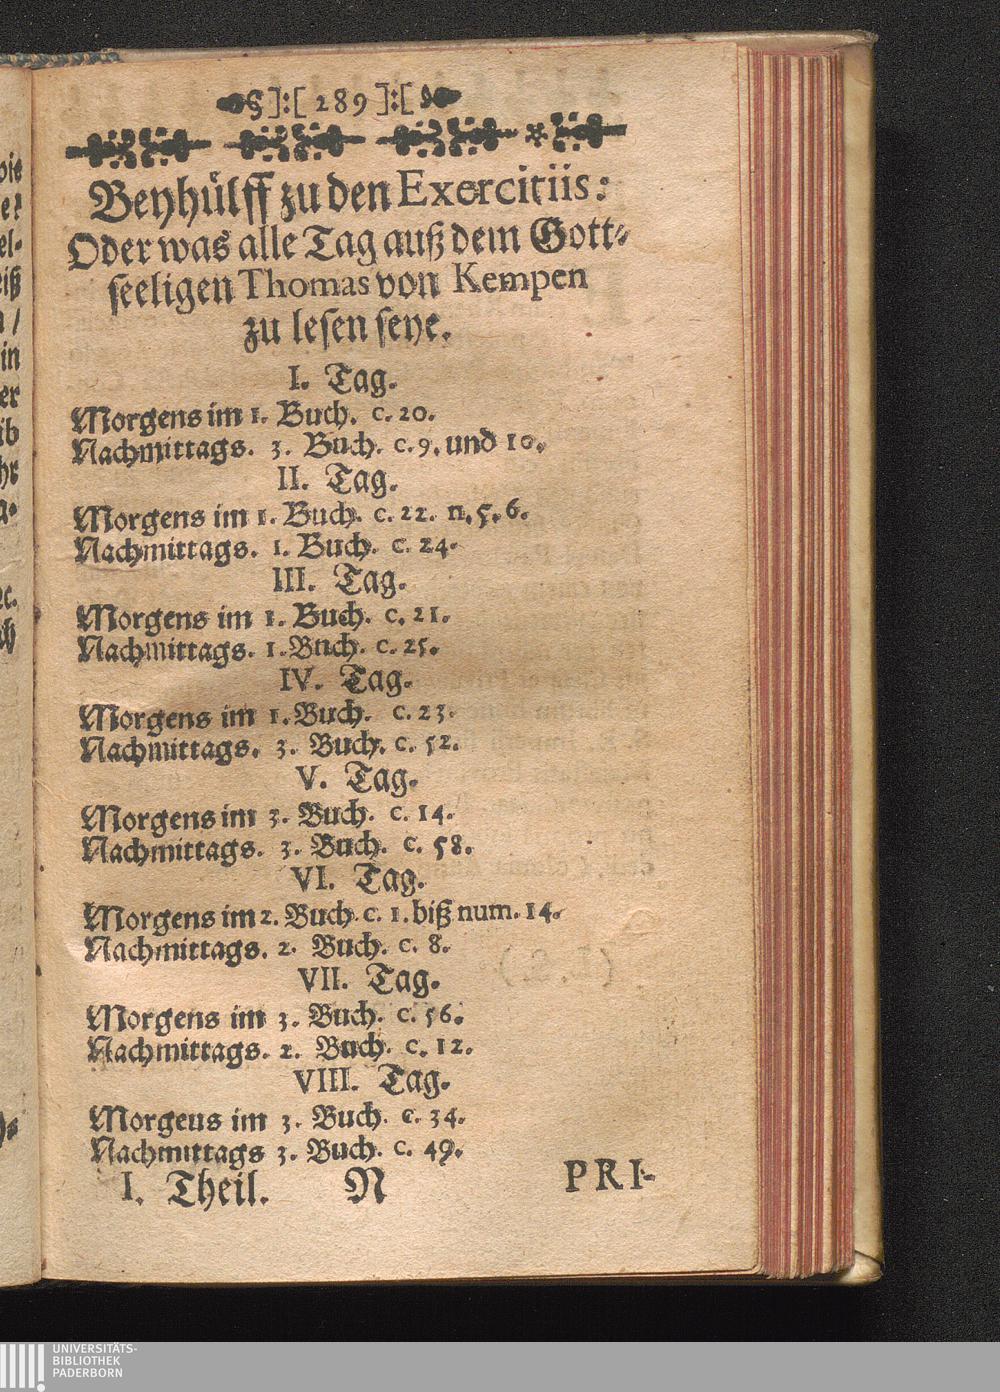 §]:[ 289 ]:[§
Beyhülff zu den Exercitiis:
Oder was alle Tag auß dem Gott-
seeligen Thomas von Kempen
zu lesen seye.
I. Tag.
Morgens im 1. Buch. c. 20.
Nachmittags. 3. Buch. c. 9. und 10.
II. Tag.
Morgens im 1. Buch. c. 22. n. 5. 6.
Nachmittags. 1. Buch. c. 24.
III. Tag.
Morgens im 1. Buch. c. 21.
Nachmittags. 1. Buch. c. 25.
IV. Tag.
Morgens im 1. Buch. c. 23.
Nachmittags. 3. Buch. c. 52.
V. Tag.
Morgens im 3. Buch. c. 14.
Nachmittags. 3. Buch. c. 58.
VI. Tag.
Morgens im 2. Buch c. 1. biß num. 14.
Nachmittags. 2. Buch. c. 8.
VII. Tag.
Morgens im 3. Buch. c. 56.
Nachmittags. 2. Buch. c. 12.
VIII. Tag.
Morgeus im 3. Buch. c. 34.
Nachmittags 3. Buch. c. 49.
I. Theil. N PRI-
UNIVERSITÄTS-
BIBLIOTHEK
PADERBORN